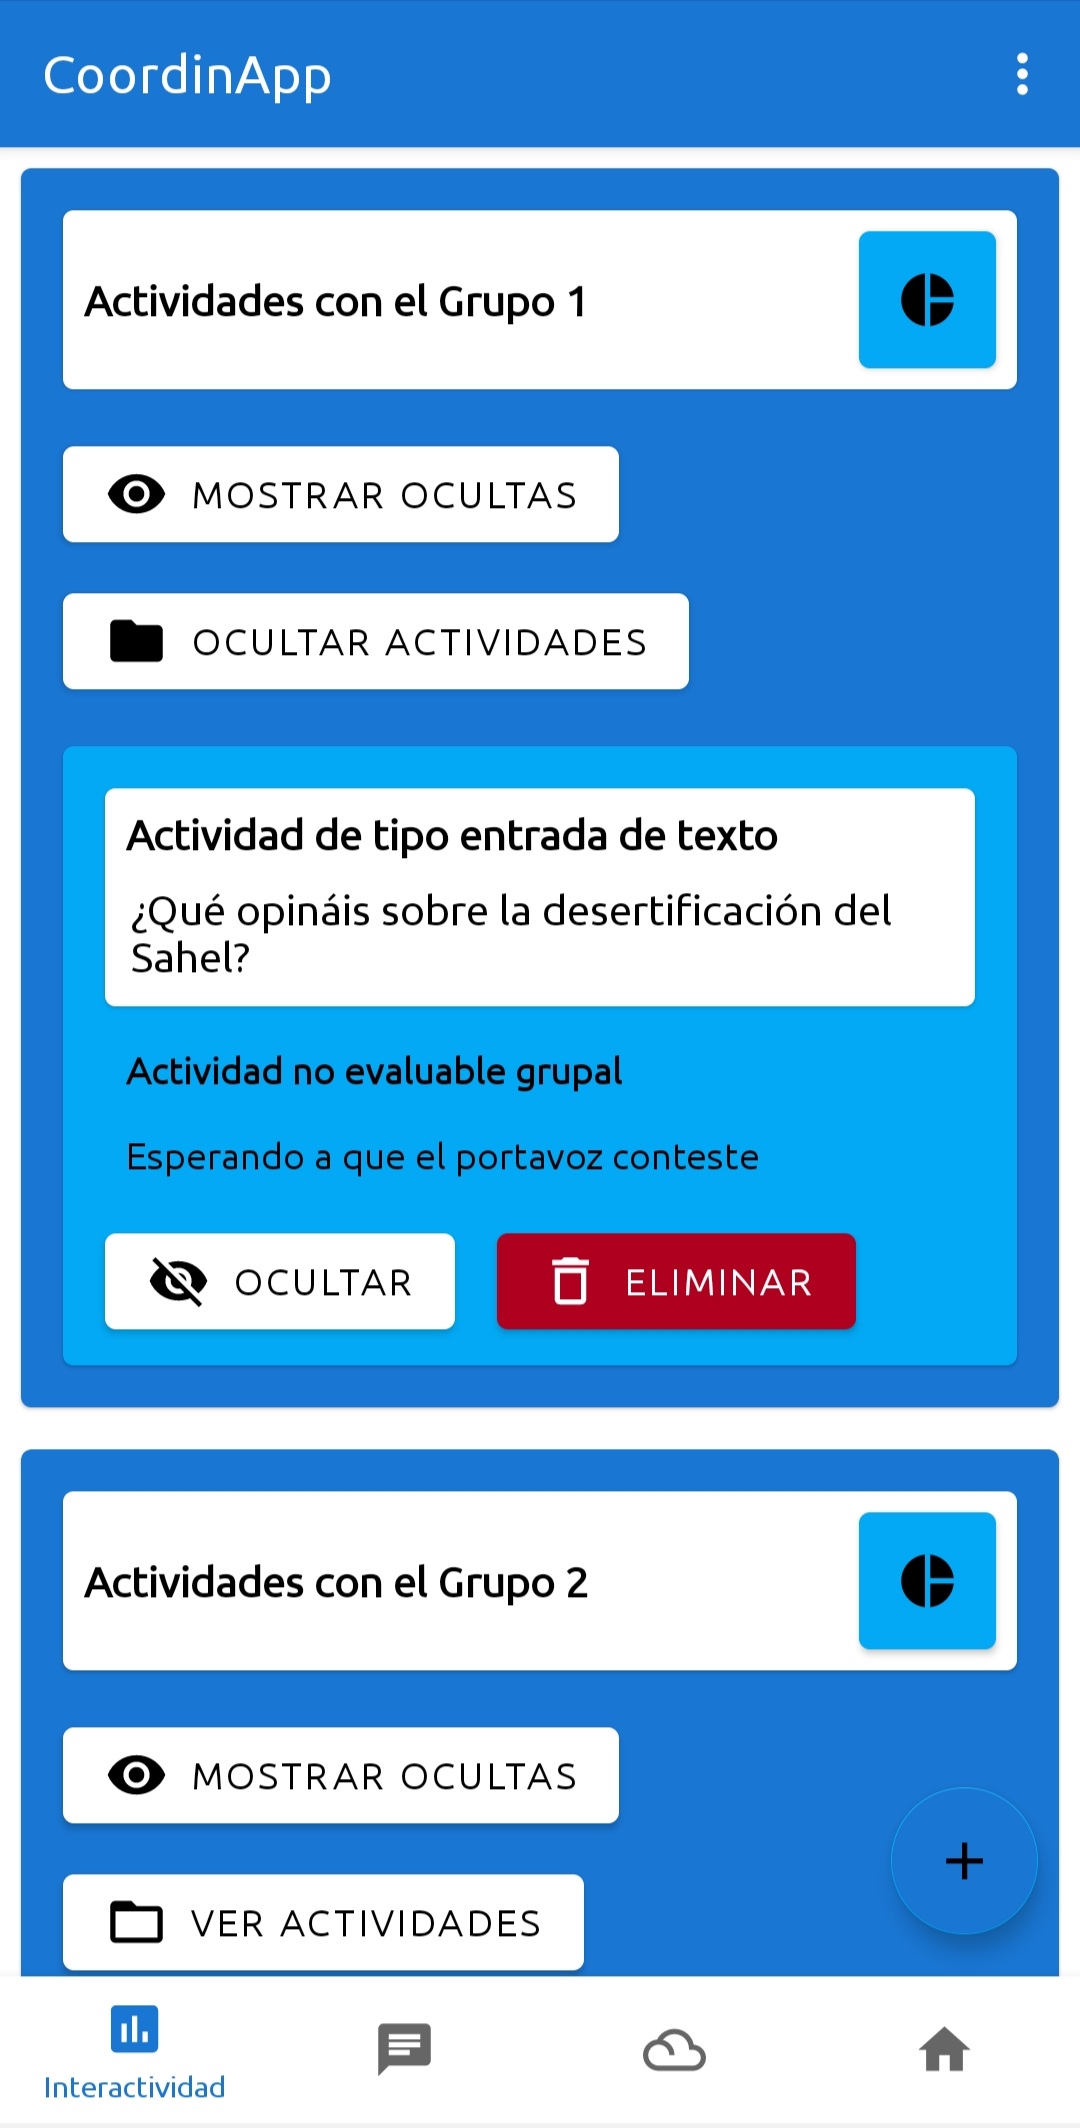 CoordinApp
Actividades con el Grupo 1
MOSTRAR OCULTAS
OCULTAR ACTIVIDADES
Actividad de tipo entrada de texto
¿Qué opináis sobre la desertificación del
Sahel?
Actividad no evaluable grupal
Esperando a que el portavoz conteste
OCULTAR
ELIMINAR
Actividades con el Grupo 2
MOSTRAR OCULTAS
VER ACTIVIDADES
Interactividad